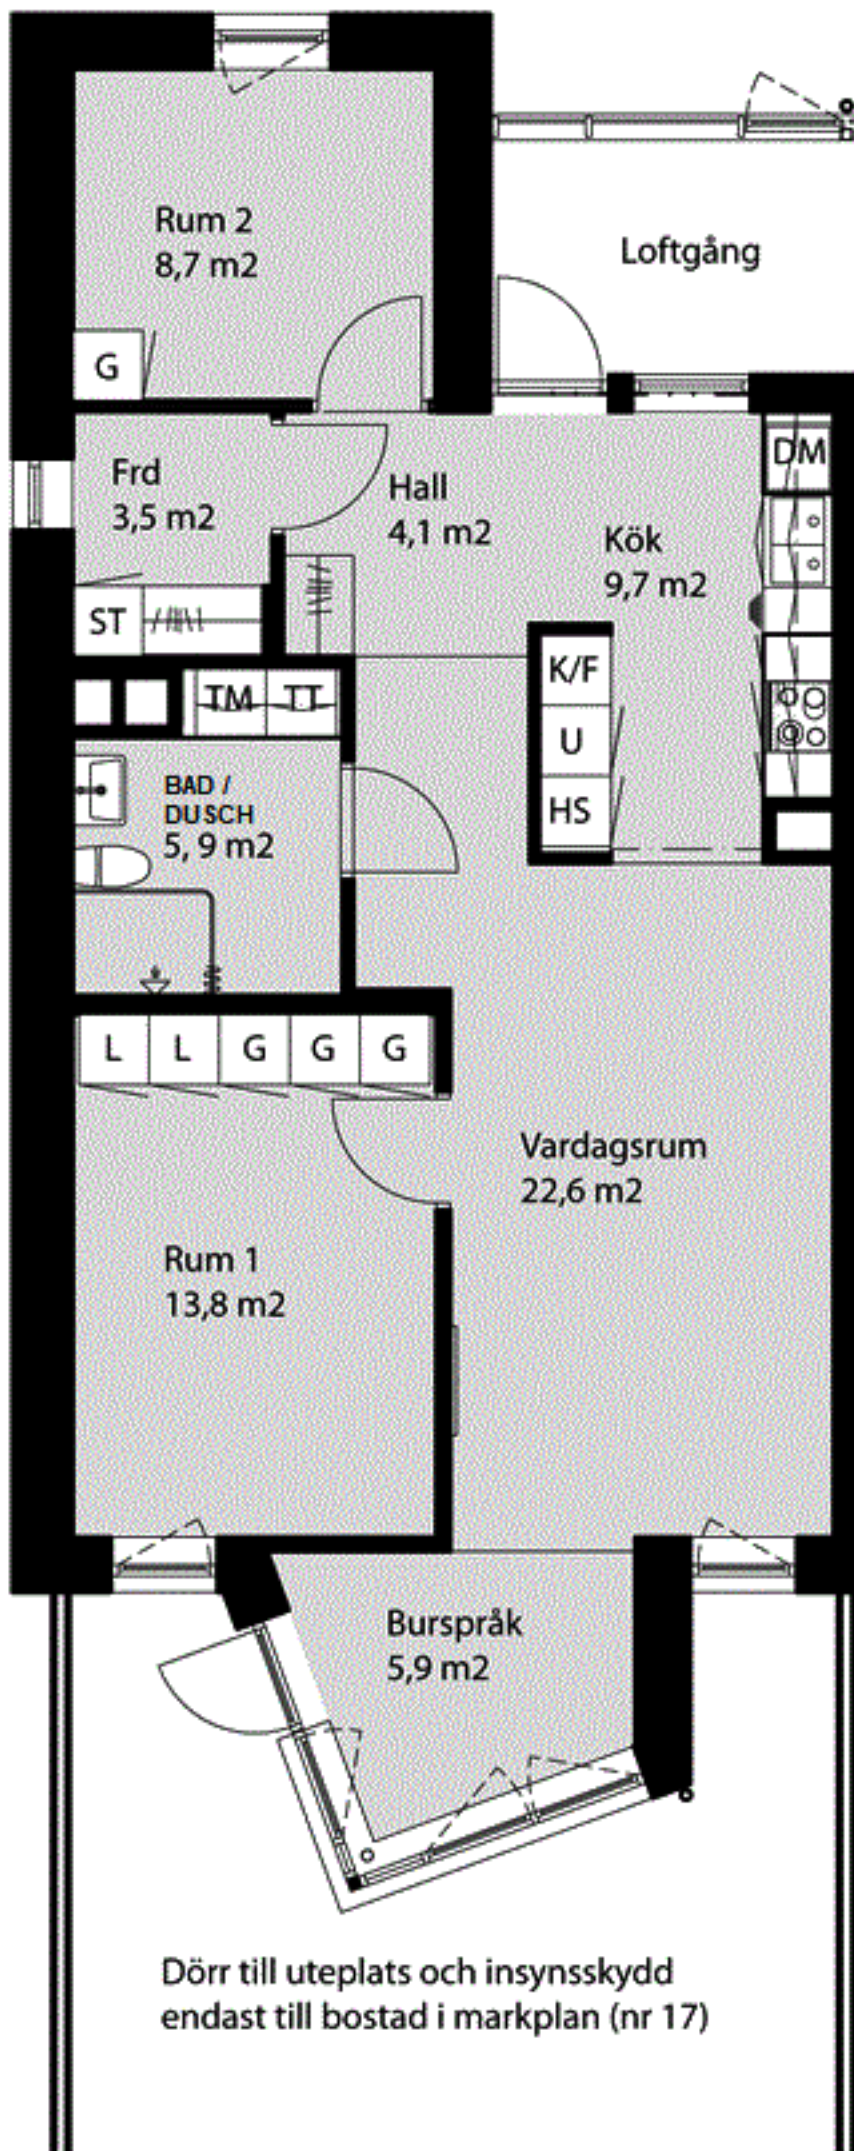 Rum 2
8,7 m2
Loftgång
G
Frd
3,5 m2
Hall
4,1 m2
DM
Kök
9,7 m2
ST
K/F
TM
TT
U
HS
BAD /
DUSCH
5, 9 m2
L
L
G
G
G
Vardagsrum
22,6 m2
Rum 1
13,8 m2
Burspråk
5,9 m2
Dörr till uteplats och insynsskydd
endast till bostad i markplan (nr 17)